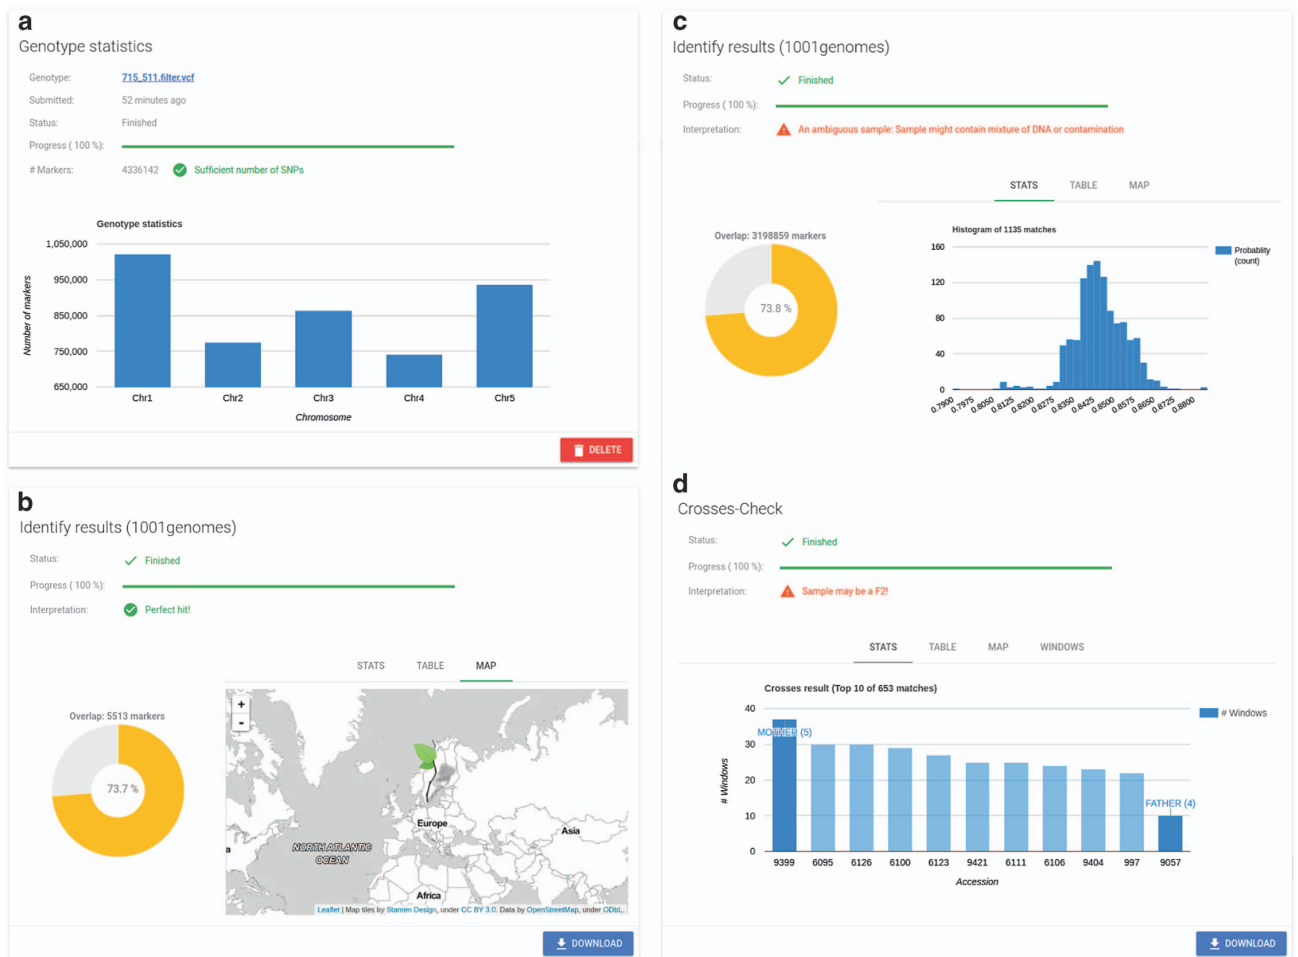 a
Genotype statistics
Genotype: 715_511.filter.vcf
Submitted: 52 minutes ago
Status: Finished
Progress ( 100 %):
# Markers: 4336142 Sufficient number of SNPs
Genotype statistics
1,050,000
950,000
850,000
750,000
650,000
Number of markers
Chr1 Chr2 Chr3 Chr4 Chr5
Chromosome
DELETE
b
Identify results (1001genomes)
Status: Finished
Progress ( 100 %):
Interpretation: Perfect hit!
STATS TABLE MAP
Overlap: 5513 markers
73.7 %
+
-
Europe
Asia
NORTH ATLANTIC
OCEAN
a
Africa
Leaflet | Map tiles by Stamen Design, under CC BY 3.0. Data by OpenStreetMap, under ODbL.
DOWNLOAD
c
Identify results (1001genomes)
Status: Finished
Progress ( 100 %):
Interpretation: An ambiguous sample: Sample might contain mixture of DNA or contamination
STATS TABLE MAP
Overlap: 3198859 markers
73.8 %
Histogram of 1135 matches
160
120
80
40
0
Probablity
(count)
0.7900 0.7975 0.8050 0.8125 0.8200 0.8275 0.8350 0.8425 0.8500 0.8575 0.8650 0.8725 0.8800
d
Crosses-Check
Status: Finished
Progress ( 100 %):
Interpretation: Sample may be a F2!
STATS TABLE MAP WINDOWS
Crosses result (Top 10 of 653 matches)
40
30
20
10
0
# Windows
# Windows
MOTHER (5)
FATHER (4)
9399 6095 6126 6100 6123 9421 6111 6106 9404 997 9057
Accession
DOWNLOAD